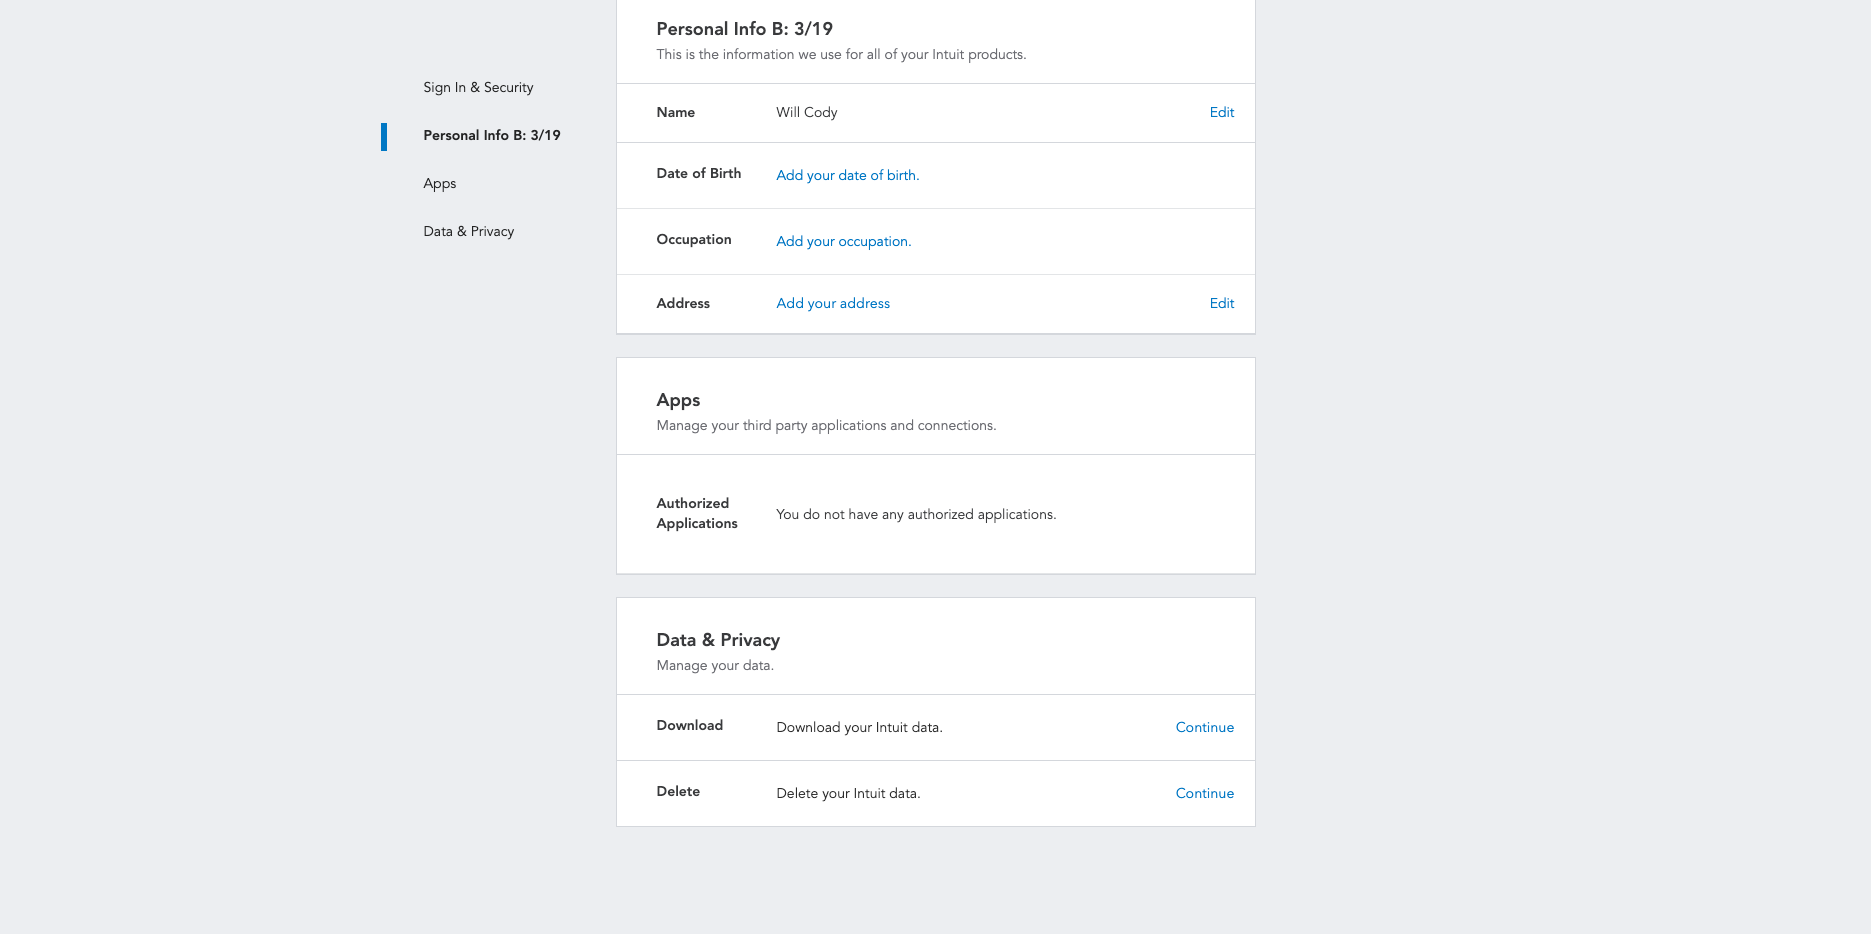 Sign In & Security
Personal Info B: 3/19
Apps
Data & Privacy
Personal Info B: 3/19
This is the information we use for all of your Intuit products.
Name Will Cody Edit
Date of Birth Add your date of birth.
Occupation Add your occupation.
Address Add your address Edit
Apps
Manage your third party applications and connections.
Authorized
Applications
You do not have any authorized applications.
Data & Privacy
Manage your data.
Download Download your Intuit data. Continue
Delete Delete your Intuit data. Continue